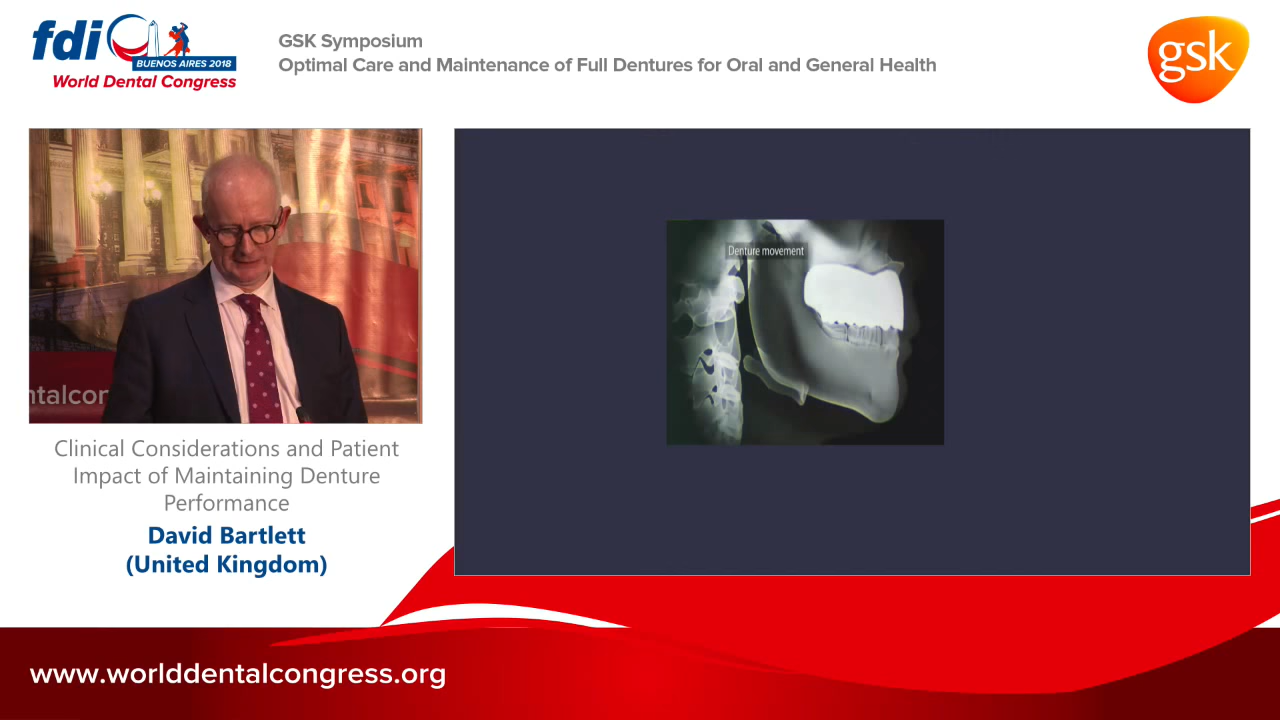 fdi
BUENOS AIRES 2018
World Dental Congress
GSK Symposium
Optimal Care and Maintenance of Full Dentures for Oral and General Health
gsk
Denture movement
ntalcor
Clinical Considerations and Patient
Impact of Maintaining Denture
Performance
David Bartlett
(United Kingdom)
www.worlddentalcongress.org